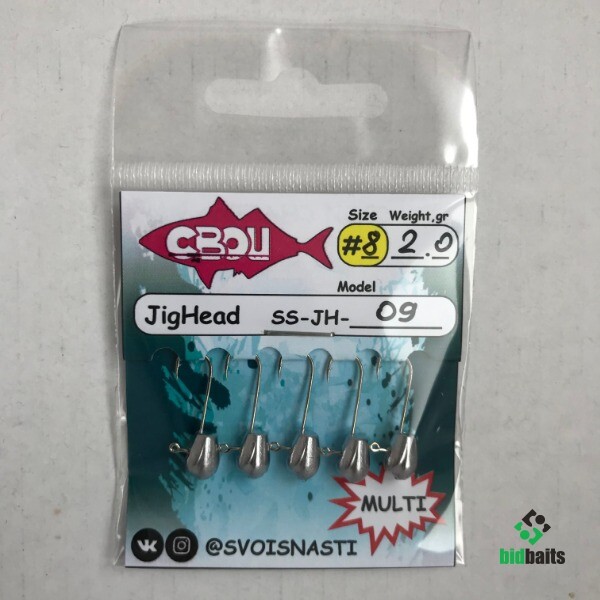 СВОИ
Size Weight,gr
#8 2.0
Model
JigHead SS-JH- 09
MULTI
@SVOISNASTI
bidbaits